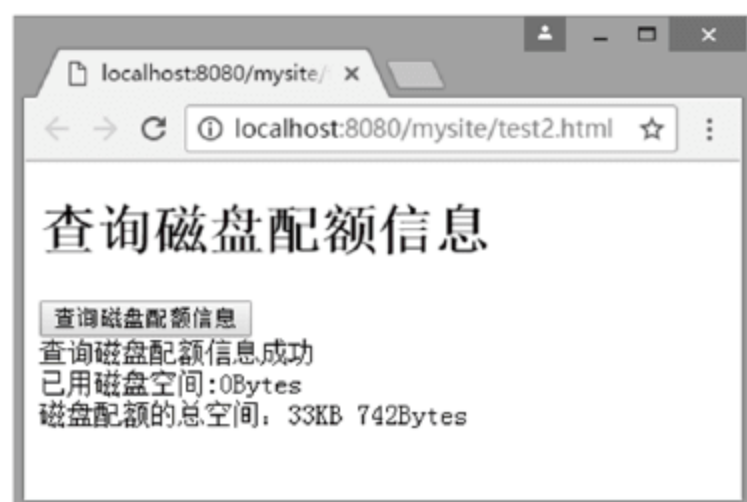 localhost:8080/mysite/
localhost:8080/mysite/test2.html
查询磁盘配额信息
查询磁盘配额信息
查询磁盘配额信息成功
已用磁盘空间:0Bytes
磁盘配额的总空间：33KB 742Bytes